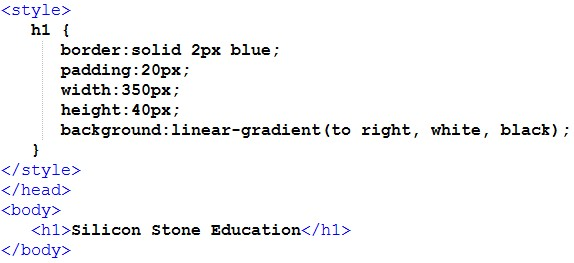 <style>
h1 {
border:solid 2px blue;
padding:20px;
width:350px;
height:40px;
background:linear-gradient(to right, white, black);
}
</style>
</head>
<body>
<h1>Silicon Stone Education</h1>
</body>